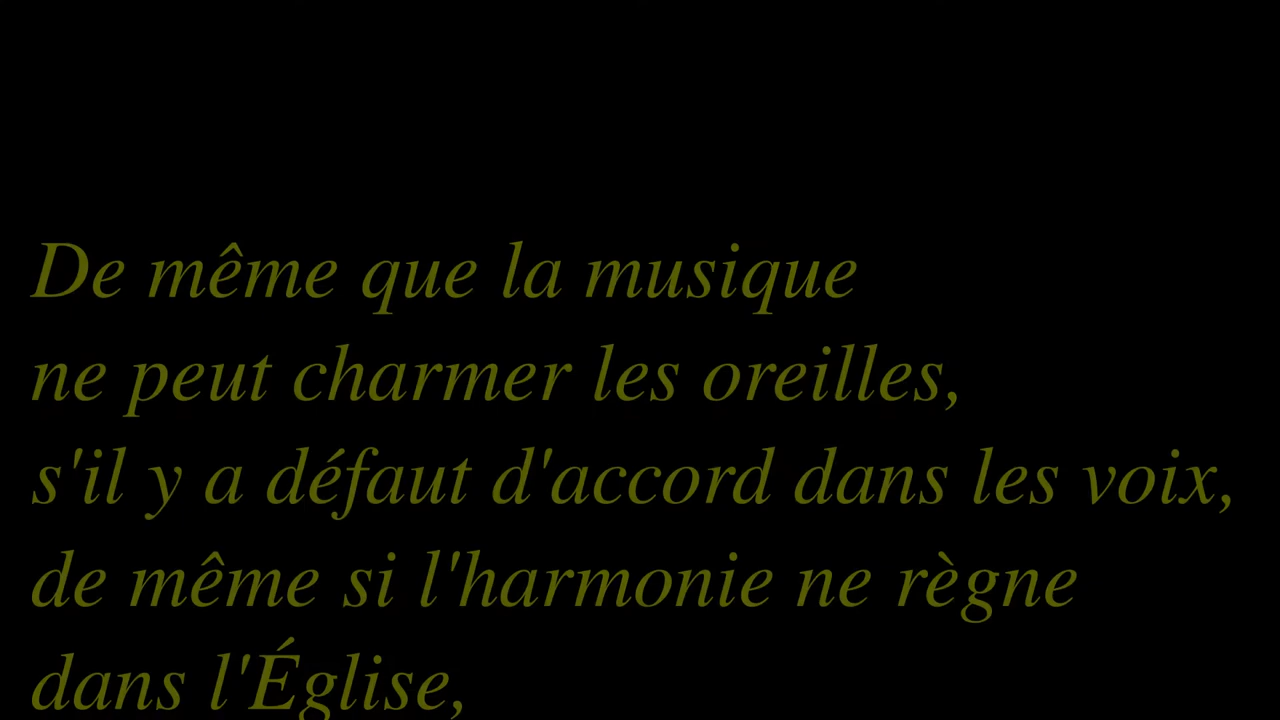 De même que la musique
ne peut charmer les oreilles,
s'il y a défaut d'accord dans les voix,
de même si l'harmonie ne règne
dans l'Église,